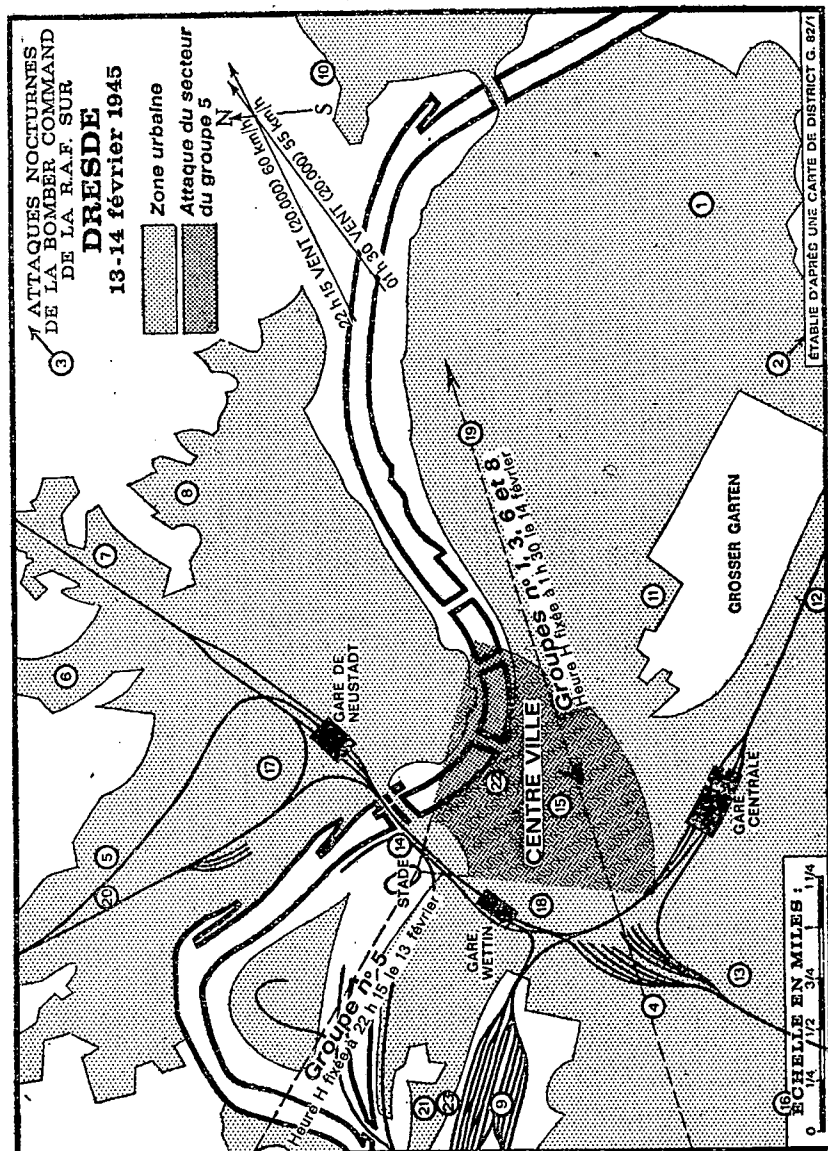 ATTAQUES NOCTURNES
DE LA BOMBER COMMAND
DE LA R.A.F. SUR
DRESDE
13-14 février 1945
Zone urbaine
Attaque du secteur
du groupe 5
3
10
N
S
22 h 15 VENT (20.000) 60 km/h
01 h 30 VENT (20.000) 55 km/h
8
7
6
GARE DE
NEUSTADT
17
5
20
1
2
ÉTABLIE D'APRÈS UNE CARTE DE DISTRICT G. 82/1
19
Groupes nº 1, 3, 6 et 8
Heure H fixée à 1 h 30 le 14 février
11
GROSSER GARTEN
12
CENTRE VILLE
22
15
GARE
CENTRALE
14
STADE
GARE
WETTIN
18
Groupe nº 5
Heure H fixée à 22 h 15 le 13 février
21
23
9
4
13
16
ÉCHELLE EN MILES :
0 1/4 1/2 3/4 1 1 1/4